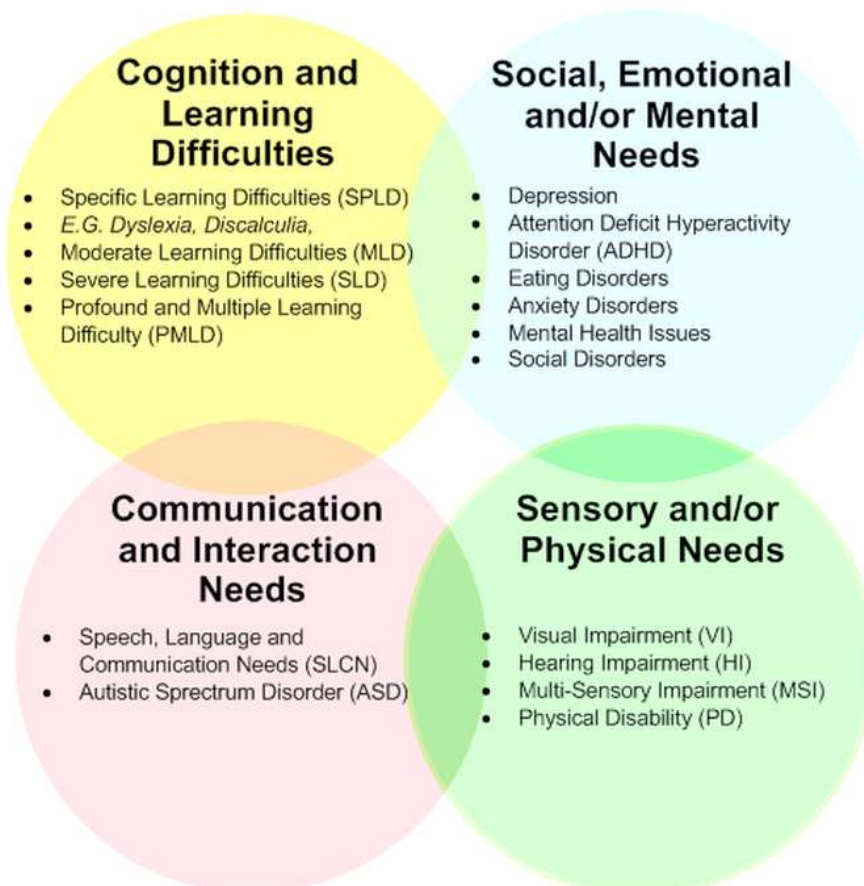 Cognition and
Learning
Difficulties
• Specific Learning Difficulties (SPLD)
• E.G. Dyslexia, Discalculia,
• Moderate Learning Difficulties (MLD)
• Severe Learning Difficulties (SLD)
• Profound and Multiple Learning
Difficulty (PMLD)
Social, Emotional
and/or Mental
Needs
• Depression
• Attention Deficit Hyperactivity
Disorder (ADHD)
• Eating Disorders
• Anxiety Disorders
• Mental Health Issues
• Social Disorders
Communication
and Interaction
Needs
• Speech, Language and
Communication Needs (SLCN)
• Autistic Sprectrum Disorder (ASD)
Sensory and/or
Physical Needs
• Visual Impairment (VI)
• Hearing Impairment (HI)
• Multi-Sensory Impairment (MSI)
• Physical Disability (PD)